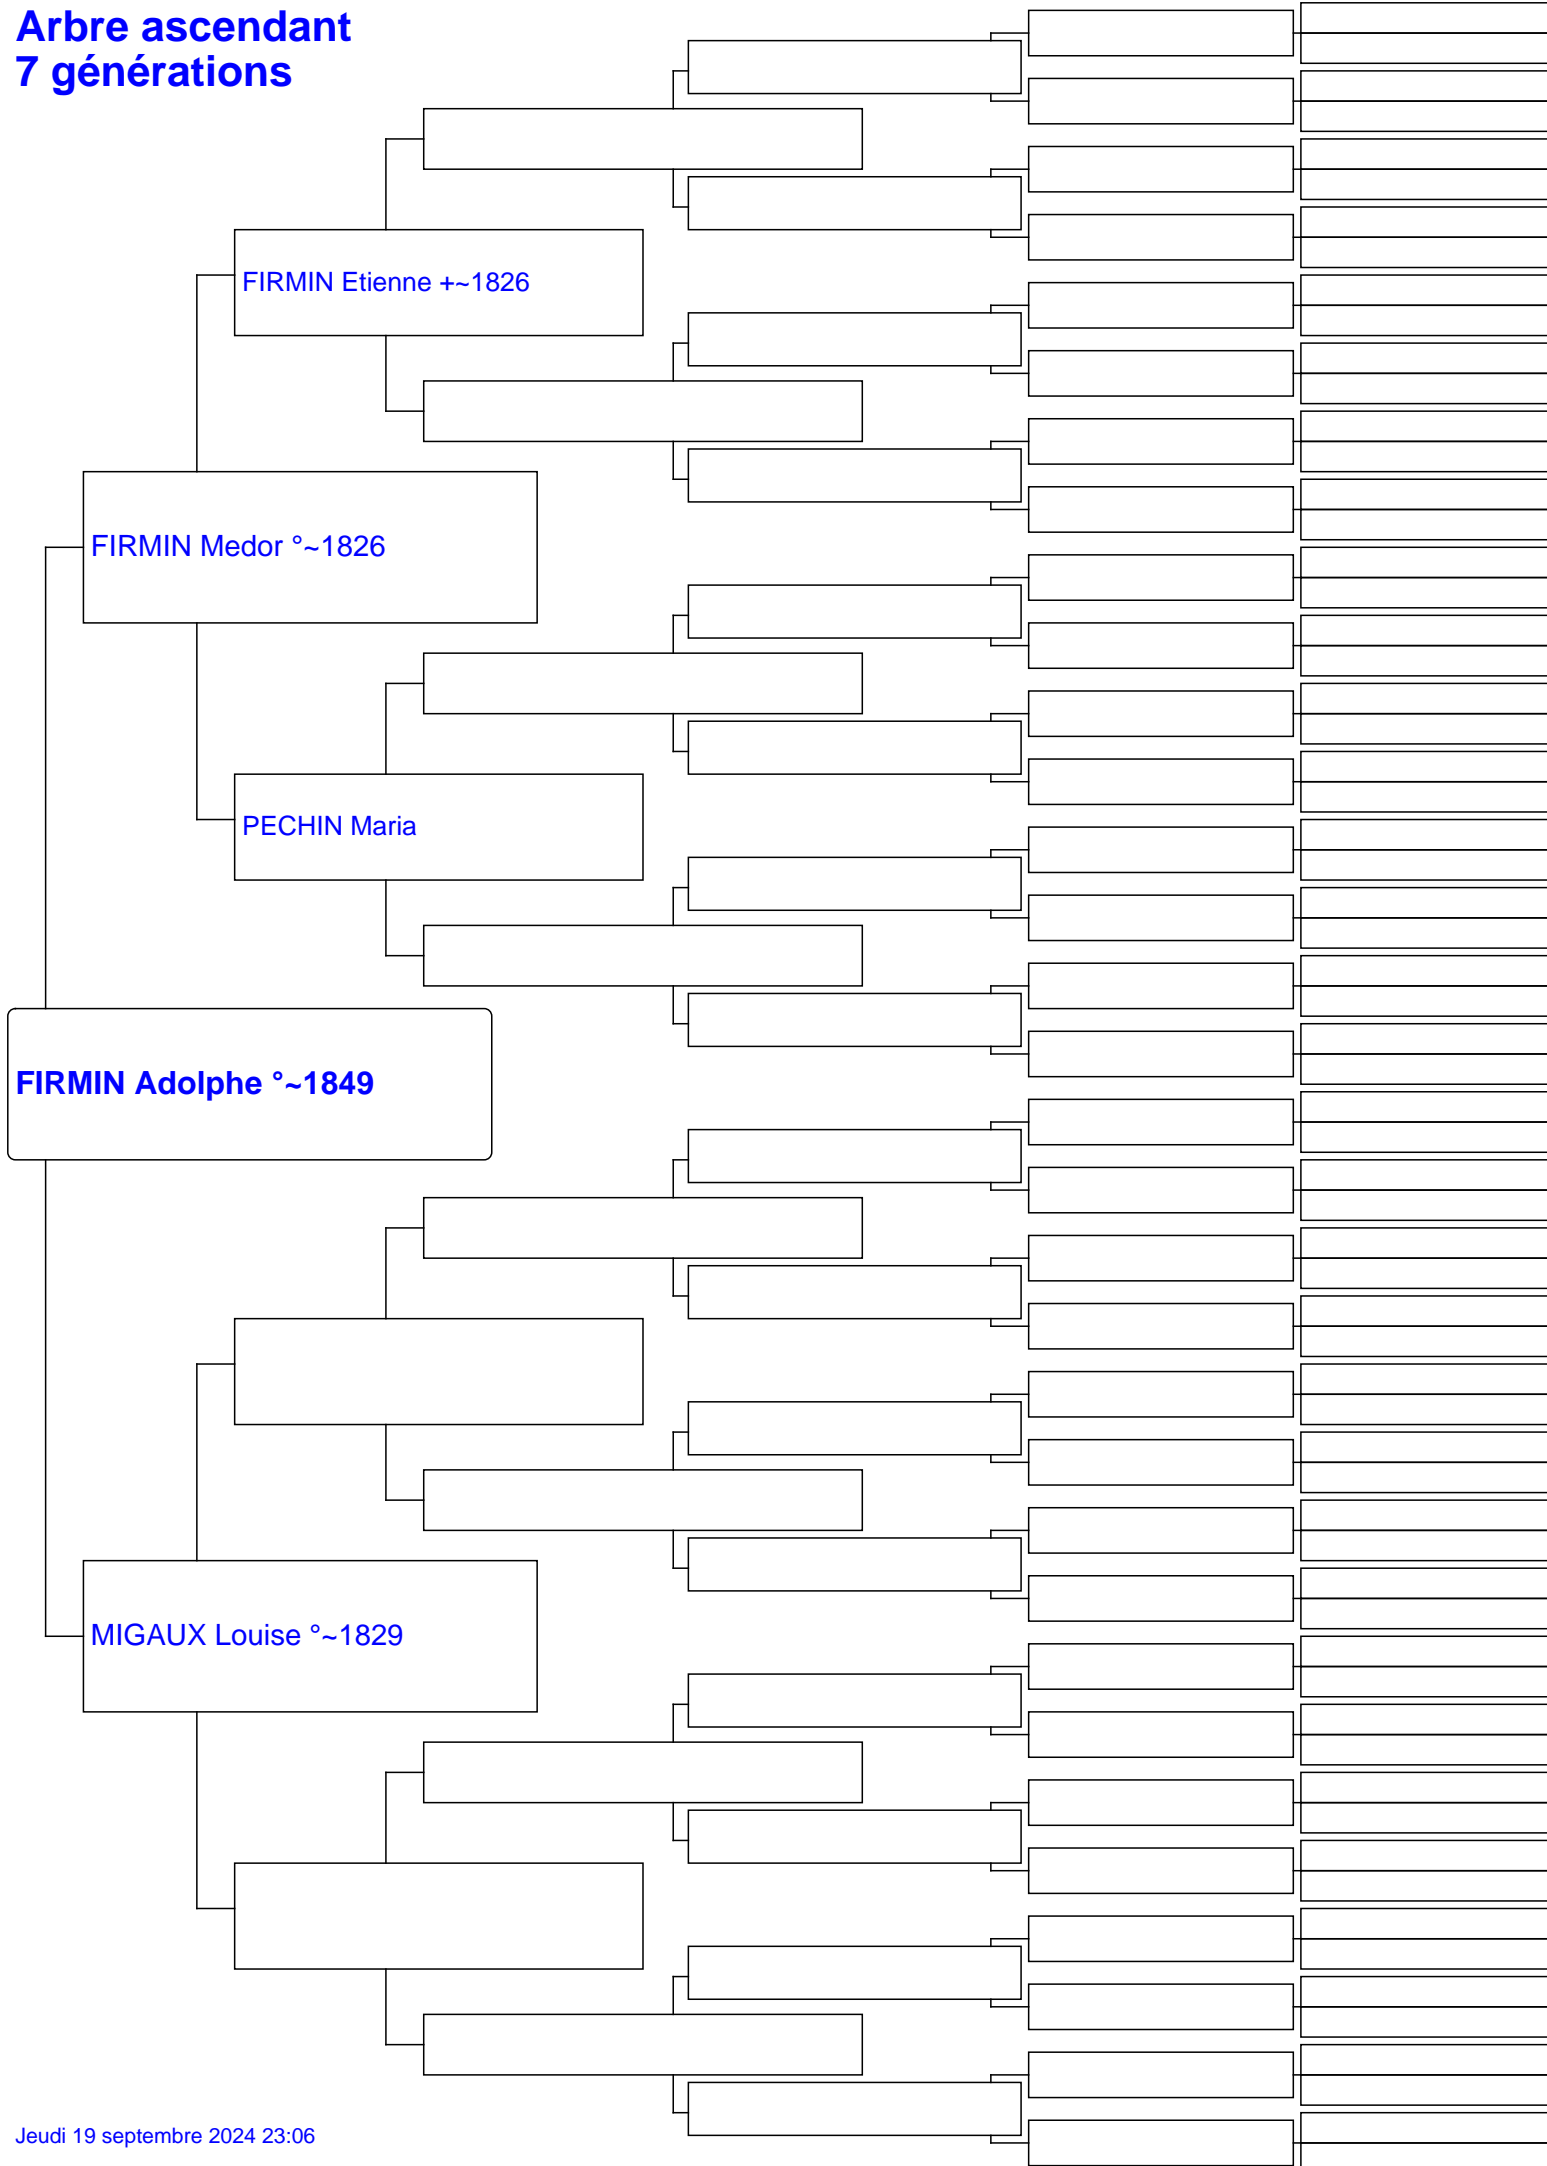 Arbre ascendant
7 générations
FIRMIN Etienne +~1826
FIRMIN Medor °~1826
PECHIN Maria
FIRMIN Adolphe °~1849
MIGAUX Louise °~1829
Jeudi 19 septembre 2024 23:06